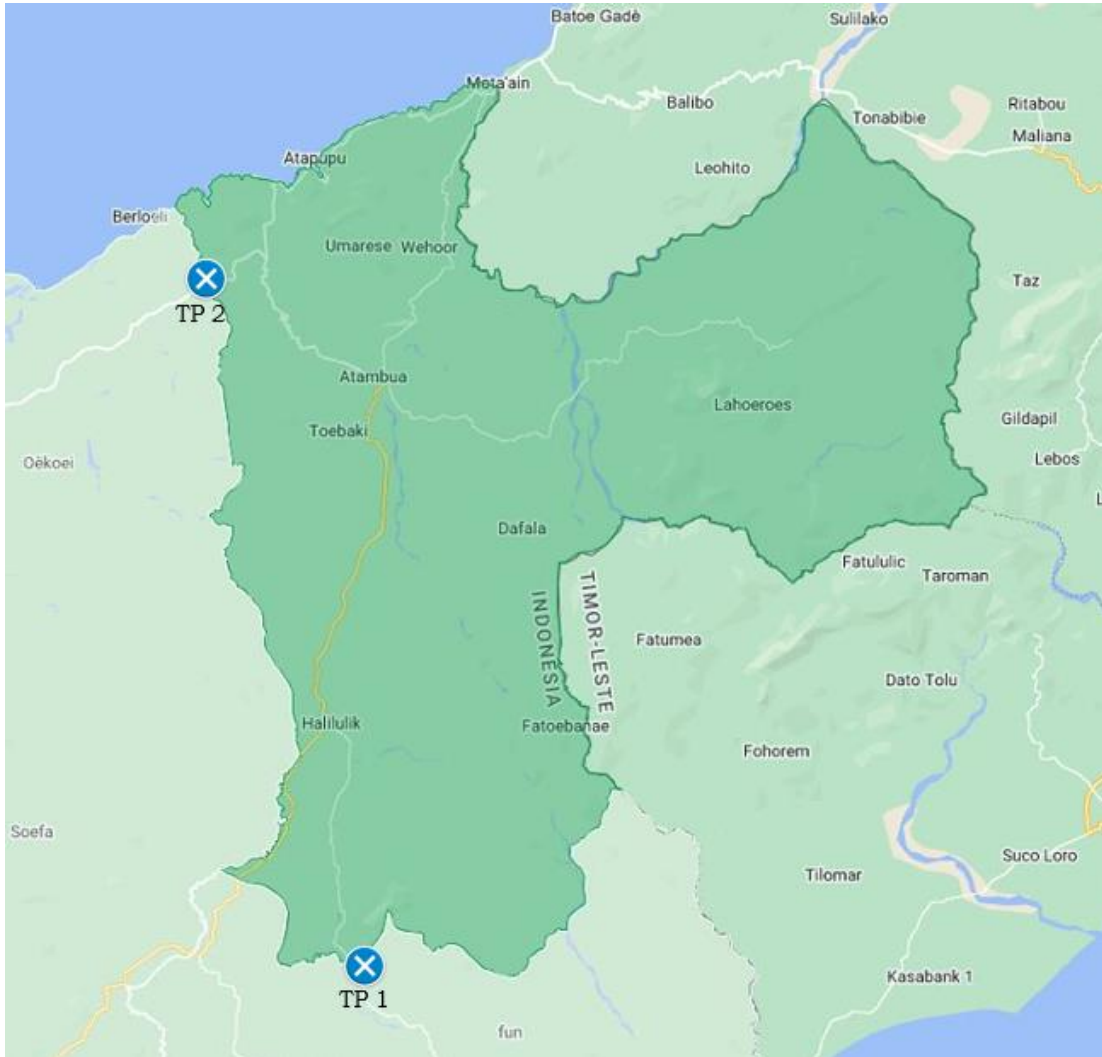 Batoe Gadè
Sulilako
Mota'ain
Balibo
Ritabou
Tonabibie
Maliana
Atapupu
Leohito
Berloeli
Umarese
Wehoor
Taz
TP 2
Atambua
Lahoeroes
Gildapil
Toebaki
Lebos
Oèkoei
L
Dafala
Fatululic
Taroman
INDONÉSIA
TIMOR-LESTE
Fatumea
Dato Tolu
Halilulik
Fatoebanae
Fohorem
Soefa
Suco Loro
Tilomar
Kasabank 1
TP 1
fun